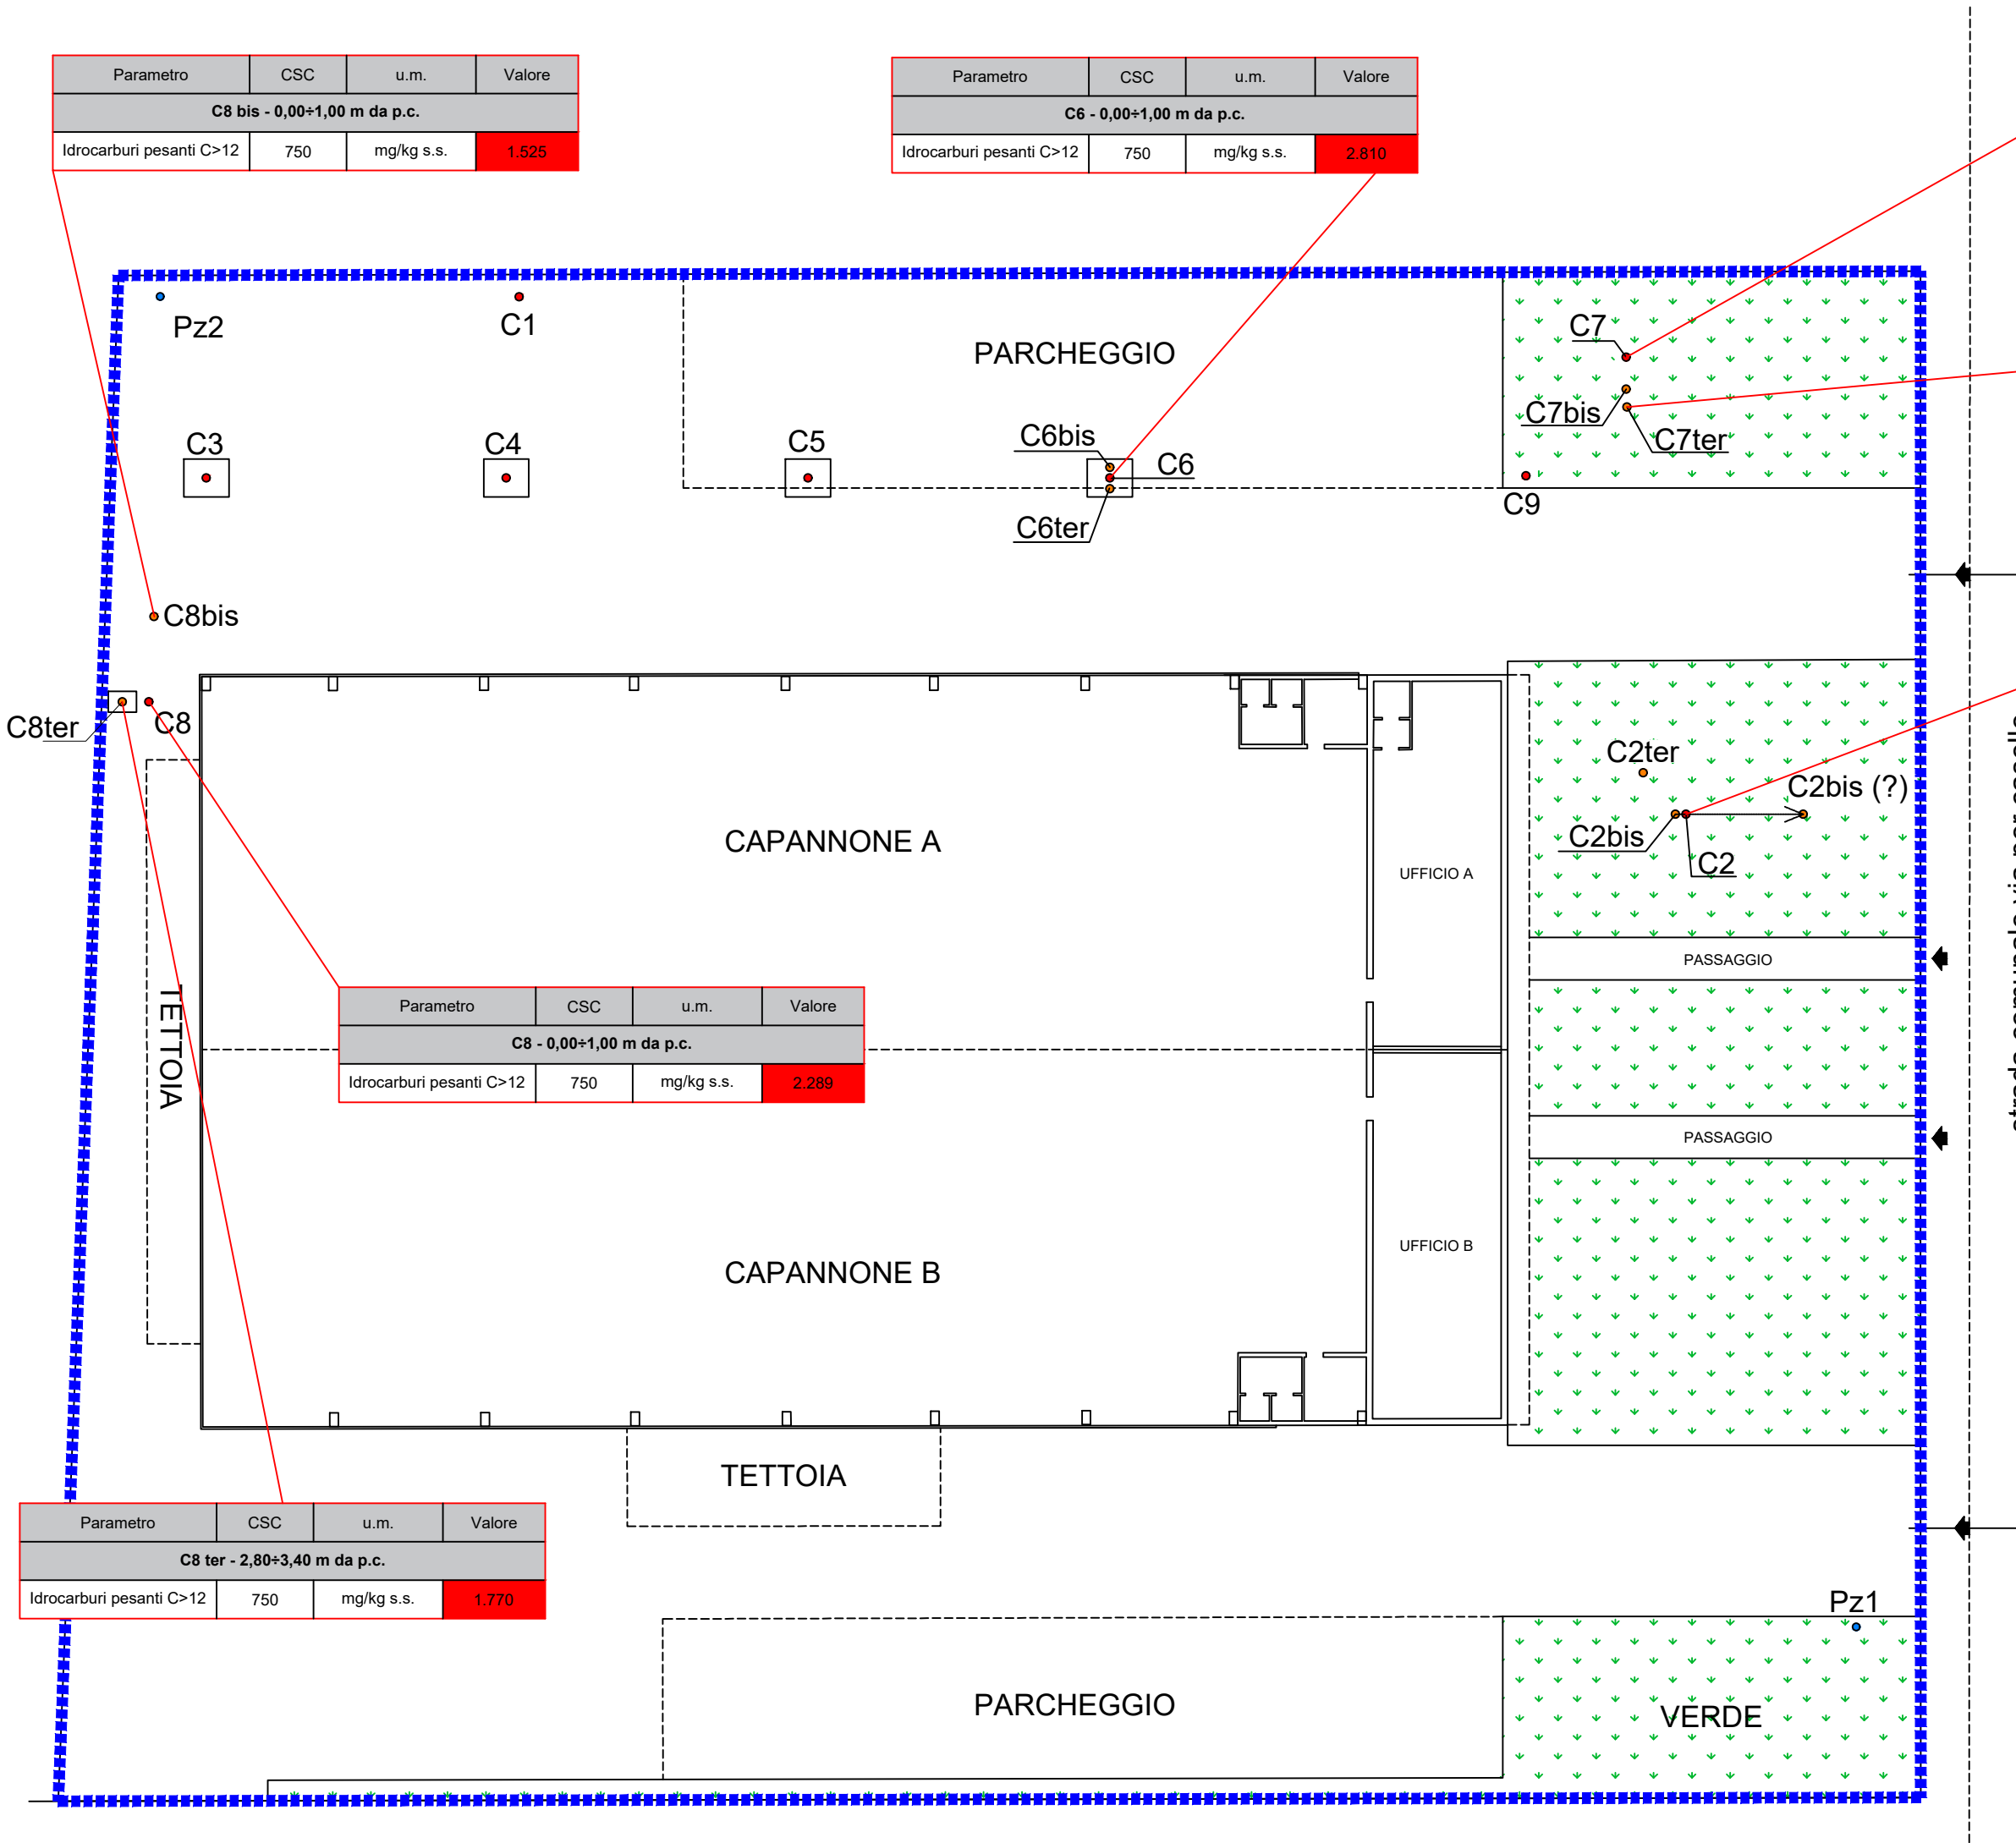 Parametro CSC u.m. Valore
C8 bis - 0,00÷1,00 m da p.c.
Idrocarburi pesanti C>12 750 mg/kg s.s. 1.525
Parametro CSC u.m. Valore
C6 - 0,00÷1,00 m da p.c.
Idrocarburi pesanti C>12 750 mg/kg s.s. 2.810
Pz2
C1
PARCHEGGIO
C7
C7bis
C7ter
C3
C4
C5
C6bis
C6
C6ter
C9
C8bis
C8ter
C8
C2ter
C2bis (?)
C2bis
C2
CAPANNONE A
UFFICIO A
PASSAGGIO
TETTOIA
Parametro CSC u.m. Valore
C8 - 0,00÷1,00 m da p.c.
Idrocarburi pesanti C>12 750 mg/kg s.s. 2.289
PASSAGGIO
CAPANNONE B
UFFICIO B
TETTOIA
Parametro CSC u.m. Valore
C8 ter - 2,80÷3,40 m da p.c.
Idrocarburi pesanti C>12 750 mg/kg s.s. 1.770
Pz1
PARCHEGGIO
VERDE